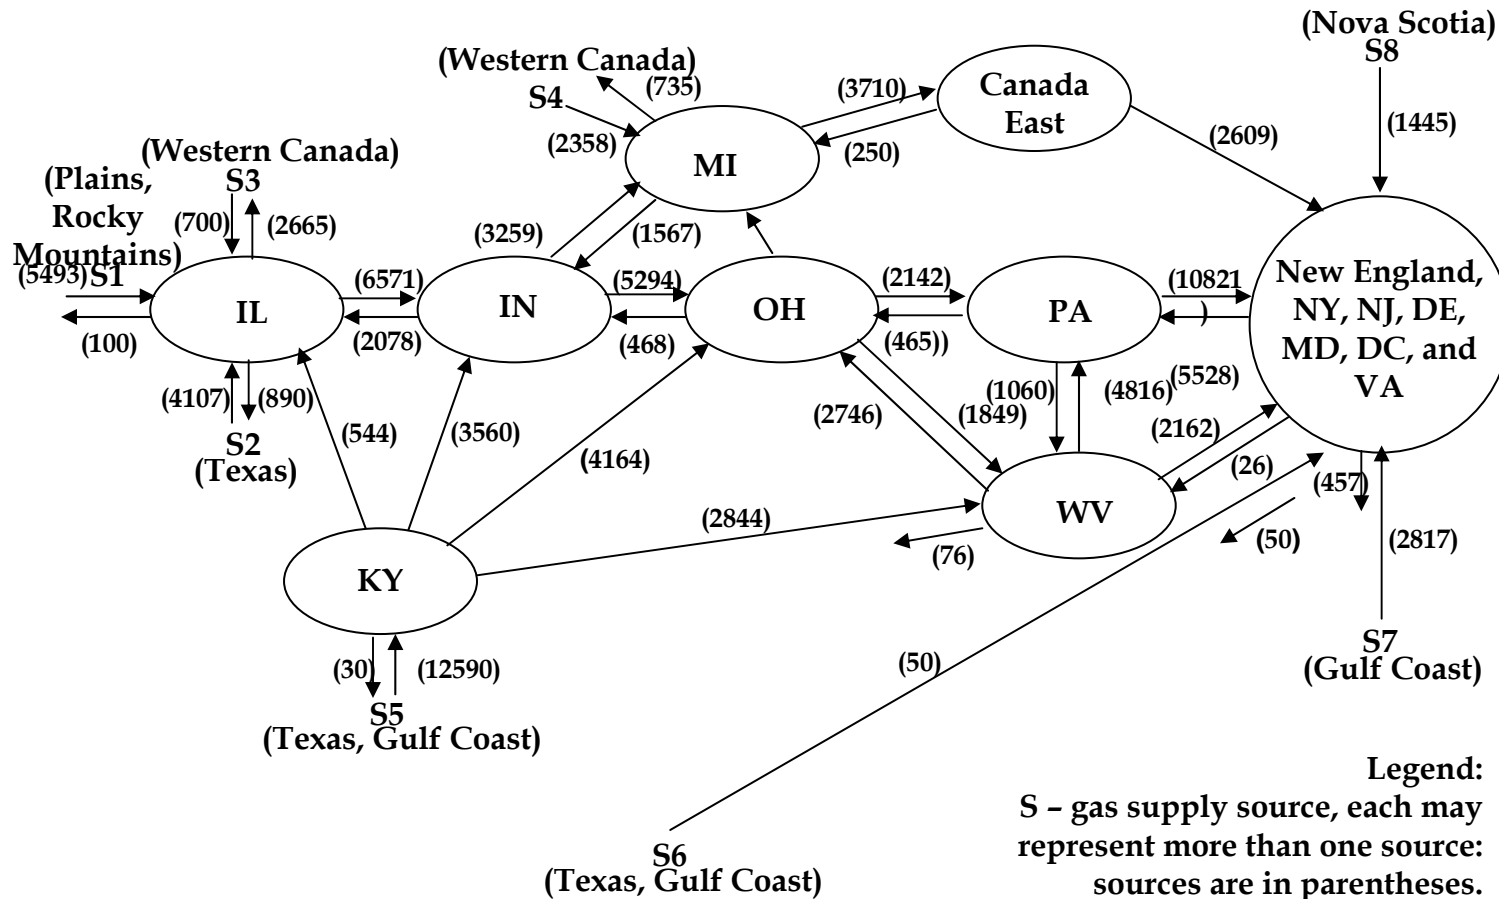 (Nova Scotia)
S8
(1445)
(Western Canada)
S4
(735)
(2358)
MI
(3710)
(250)
Canada
East
(2609)
(Western Canada)
S3
(700)
(2665)
(Plains,
Rocky
Mountains)
(5493)S1
(100)
IL
(6571)
(2078)
(3259)
(1567)
IN
(5294)
(468)
OH
(2142)
(465))
PA
(10821
)
New England,
NY, NJ, DE,
MD, DC, and
VA
(4107)
(890)
S2
(Texas)
(544)
(3560)
(4164)
(2746)
(1849)
(1060)
(4816)
(5528)
(2162)
(26)
(457)
(50)
(2817)
(2844)
WV
(76)
KY
(30)
(12590)
S5
(Texas, Gulf Coast)
(50)
S7
(Gulf Coast)
S6
(Texas, Gulf Coast)
Legend:
S – gas supply source, each may
represent more than one source:
sources are in parentheses.